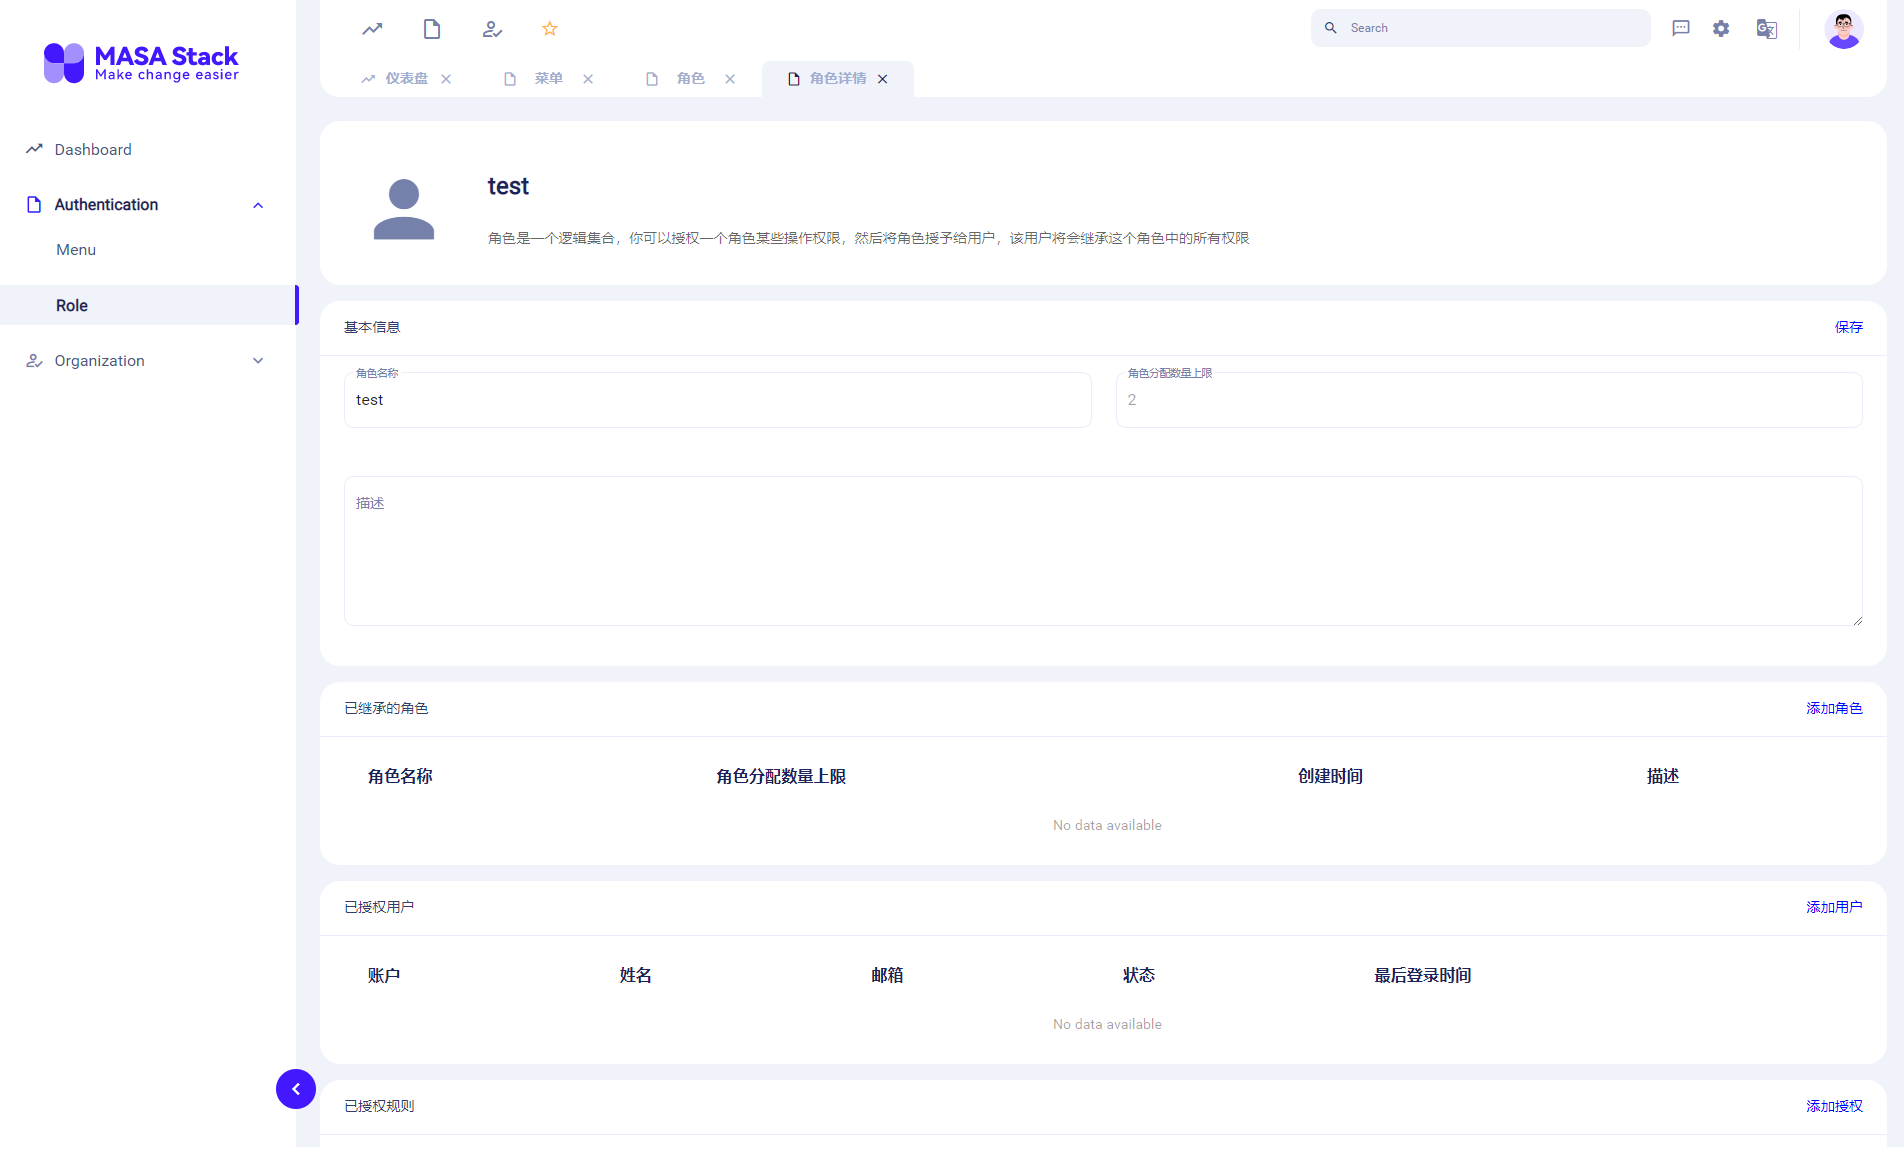 MASA Stack
Make change easier
Search
仪表盘 菜单 角色 角色详情
Dashboard
Authentication
Menu
Role
Organization
test
角色是一个逻辑集合，你可以授权一个角色某些操作权限，然后将角色授予给用户，该用户将会继承这个角色中的所有权限
基本信息 保存
角色名称 角色分配数量上限
test 2
描述
已继承的角色 添加角色
角色名称 角色分配数量上限 创建时间 描述
No data available
已授权用户 添加用户
账户 姓名 邮箱 状态 最后登录时间
No data available
已授权规则 添加授权